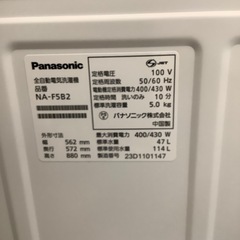 Panasonic
全自動電気洗濯機
品番
NA-F5B2
外形寸法
幅 562 mm
奥行 572 mm
高さ 880 mm
JET
定格電圧 100 V
定格周波数 50/60 Hz
電動機定格消費電力 400/430 W
定格時間 洗いのみ 10 分
標準洗濯容量 5.0 kg
パナソニック株式会社
中国製
最大消費電力 400/430 W
標準水量 47 L
標準使用水量 114 L
23D1101147